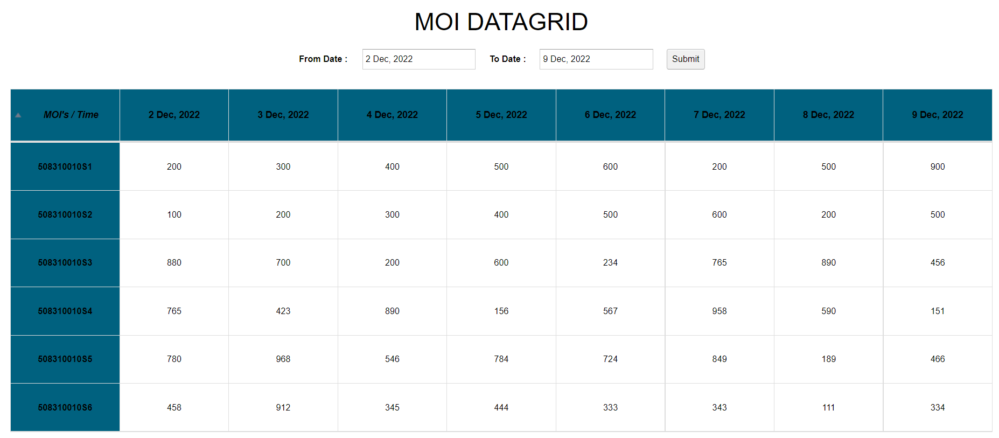 MOI DATAGRID
From Date : 2 Dec, 2022 To Date : 9 Dec, 2022 Submit
MOI's / Time 2 Dec, 2022 3 Dec, 2022 4 Dec, 2022 5 Dec, 2022 6 Dec, 2022 7 Dec, 2022 8 Dec, 2022 9 Dec, 2022
508310010S1 200 300 400 500 600 200 500 900
508310010S2 100 200 300 400 500 600 200 500
508310010S3 880 700 200 600 234 765 890 456
508310010S4 765 423 890 156 567 958 590 151
508310010S5 780 968 546 784 724 849 189 466
508310010S6 458 912 345 444 333 343 111 334